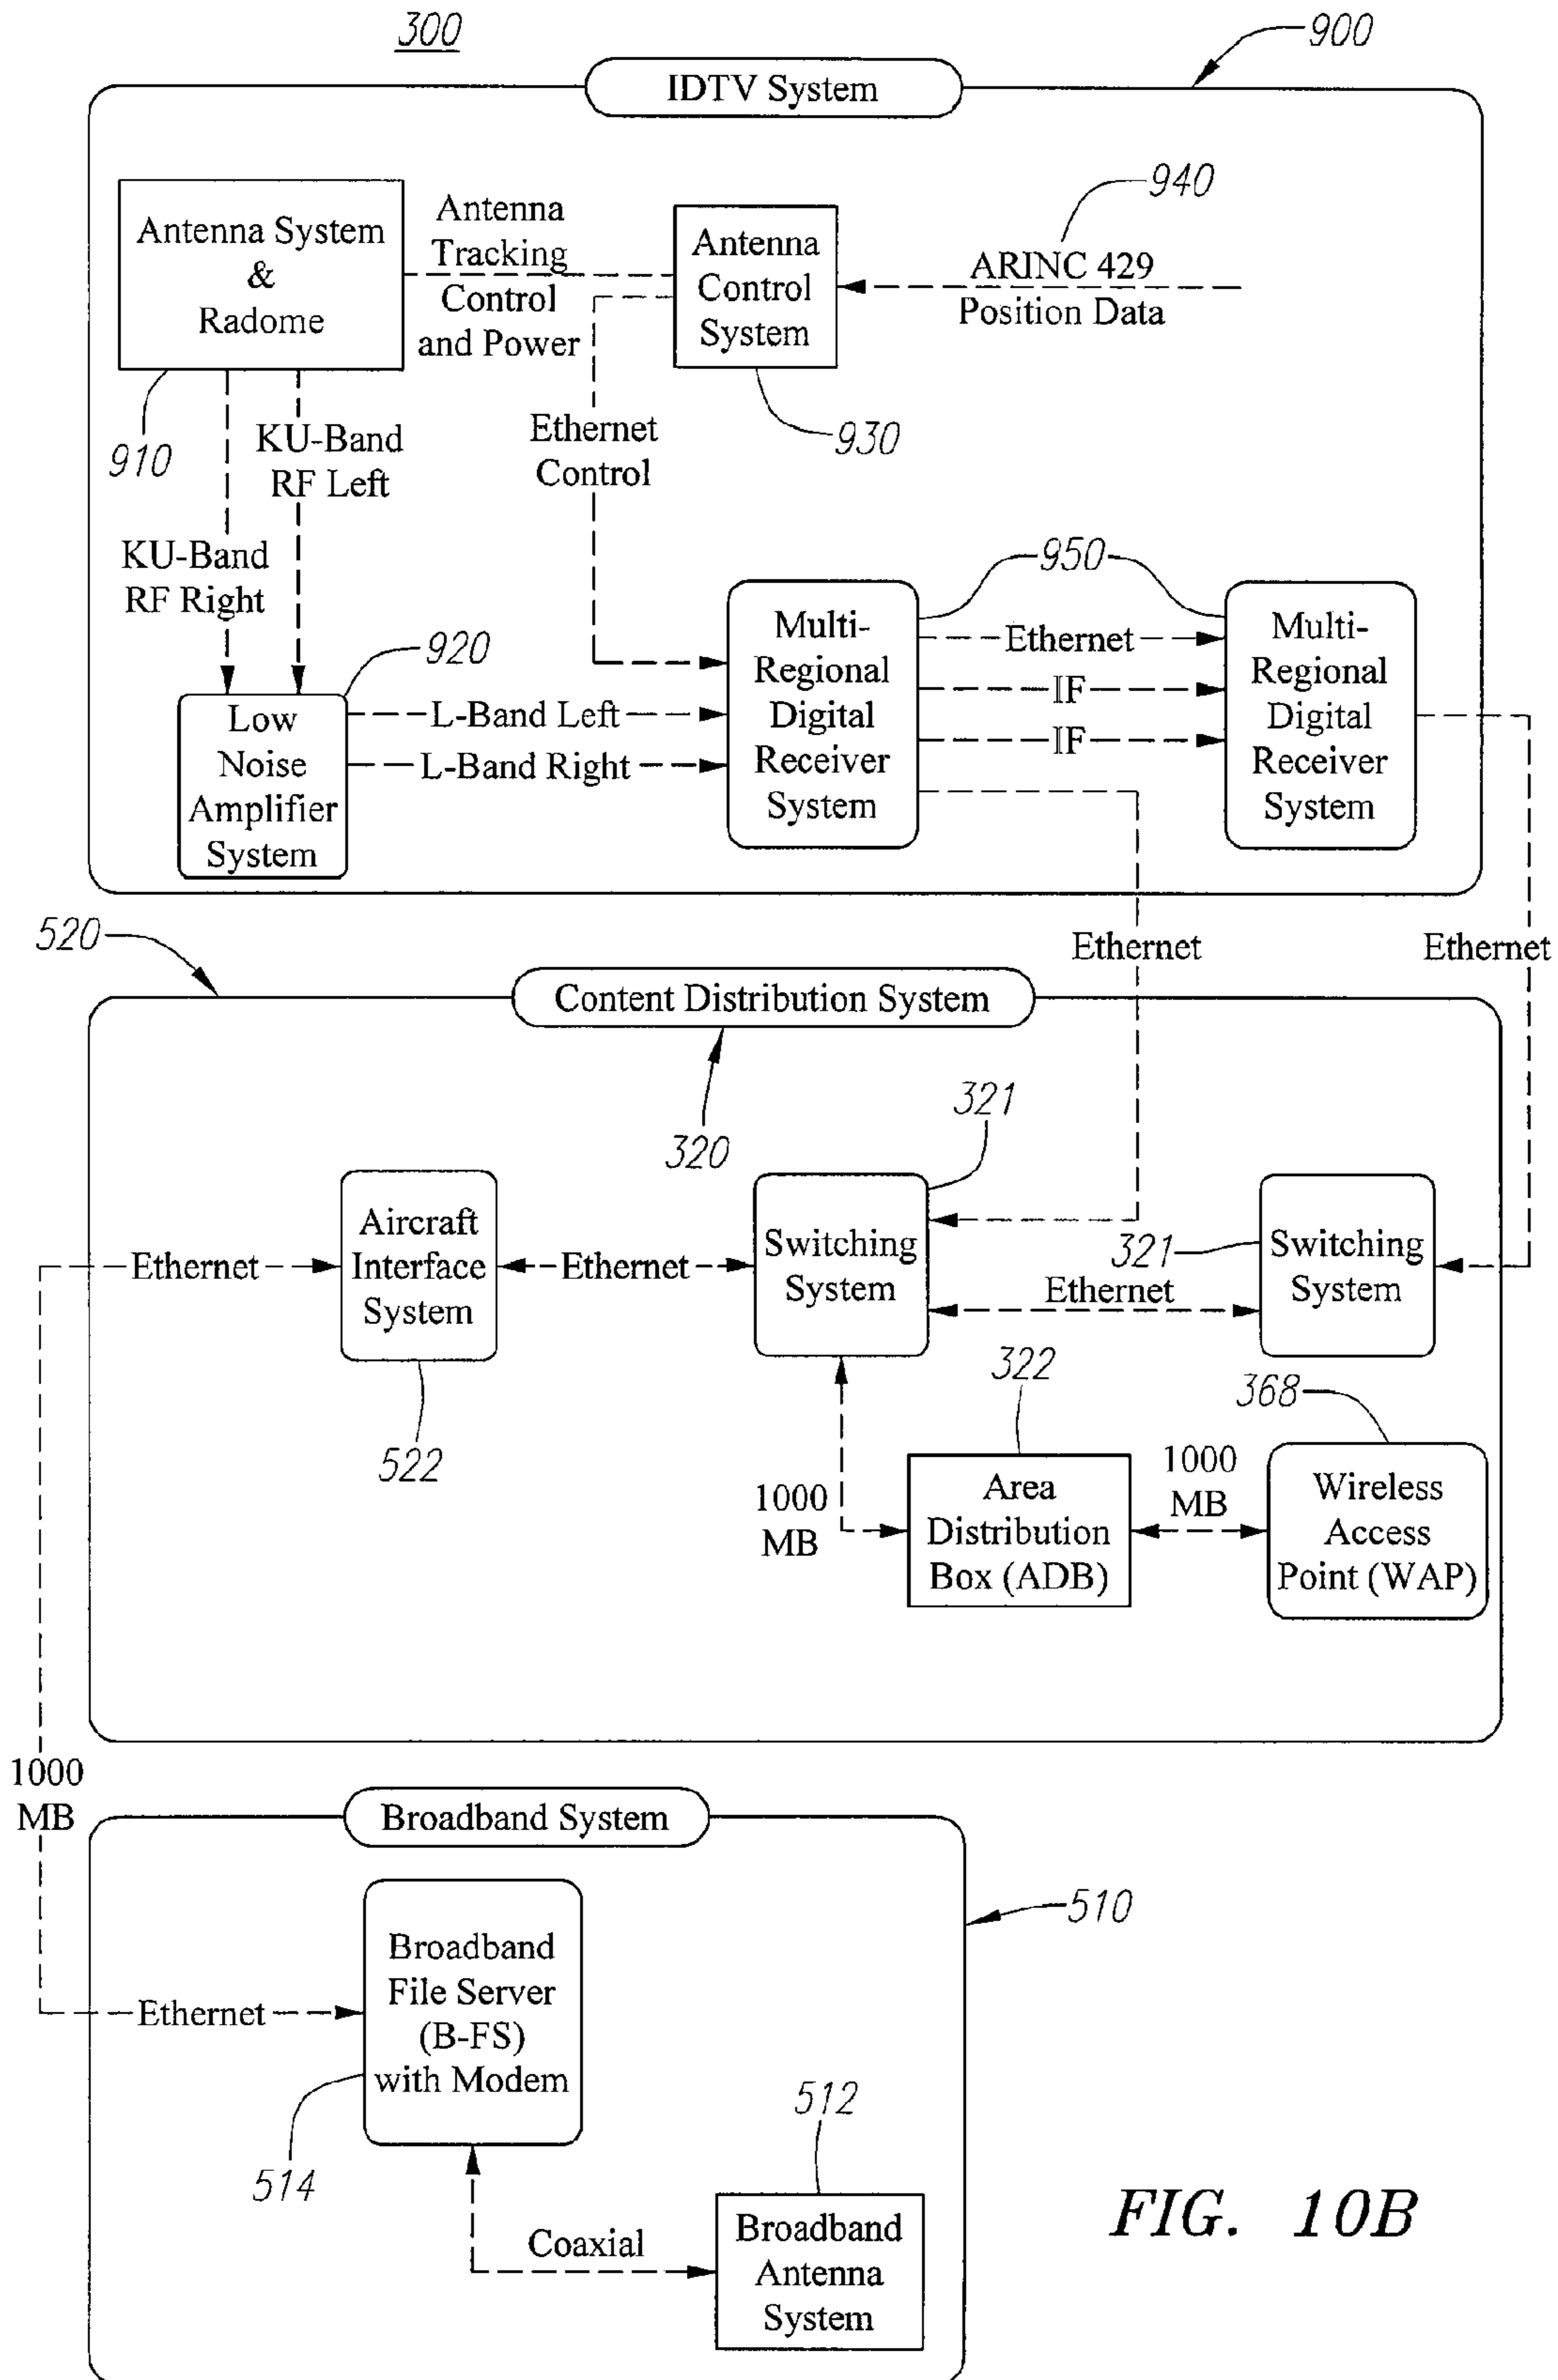 300
900
IDTV System
940
Antenna System
&
Radome
Antenna
Tracking
Control
and Power
Antenna
Control
System
ARINC 429
Position Data
910
930
KU-Band
RF Left
Ethernet
Control
KU-Band
RF Right
950
920
Low
Noise
Amplifier
System
L-Band Left
L-Band Right
Multi-
Regional
Digital
Receiver
System
Ethernet
IF
IF
Multi-
Regional
Digital
Receiver
System
520
Ethernet
Ethernet
Content Distribution System
320
321
Ethernet
Aircraft
Interface
System
Ethernet
Switching
System
321
Ethernet
Switching
System
522
322
368
1000
MB
Area
Distribution
Box (ADB)
1000
MB
Wireless
Access
Point (WAP)
1000
MB
Broadband System
510
Ethernet
Broadband
File Server
(B-FS)
with Modem
514
512
Coaxial
Broadband
Antenna
System
FIG. 10B